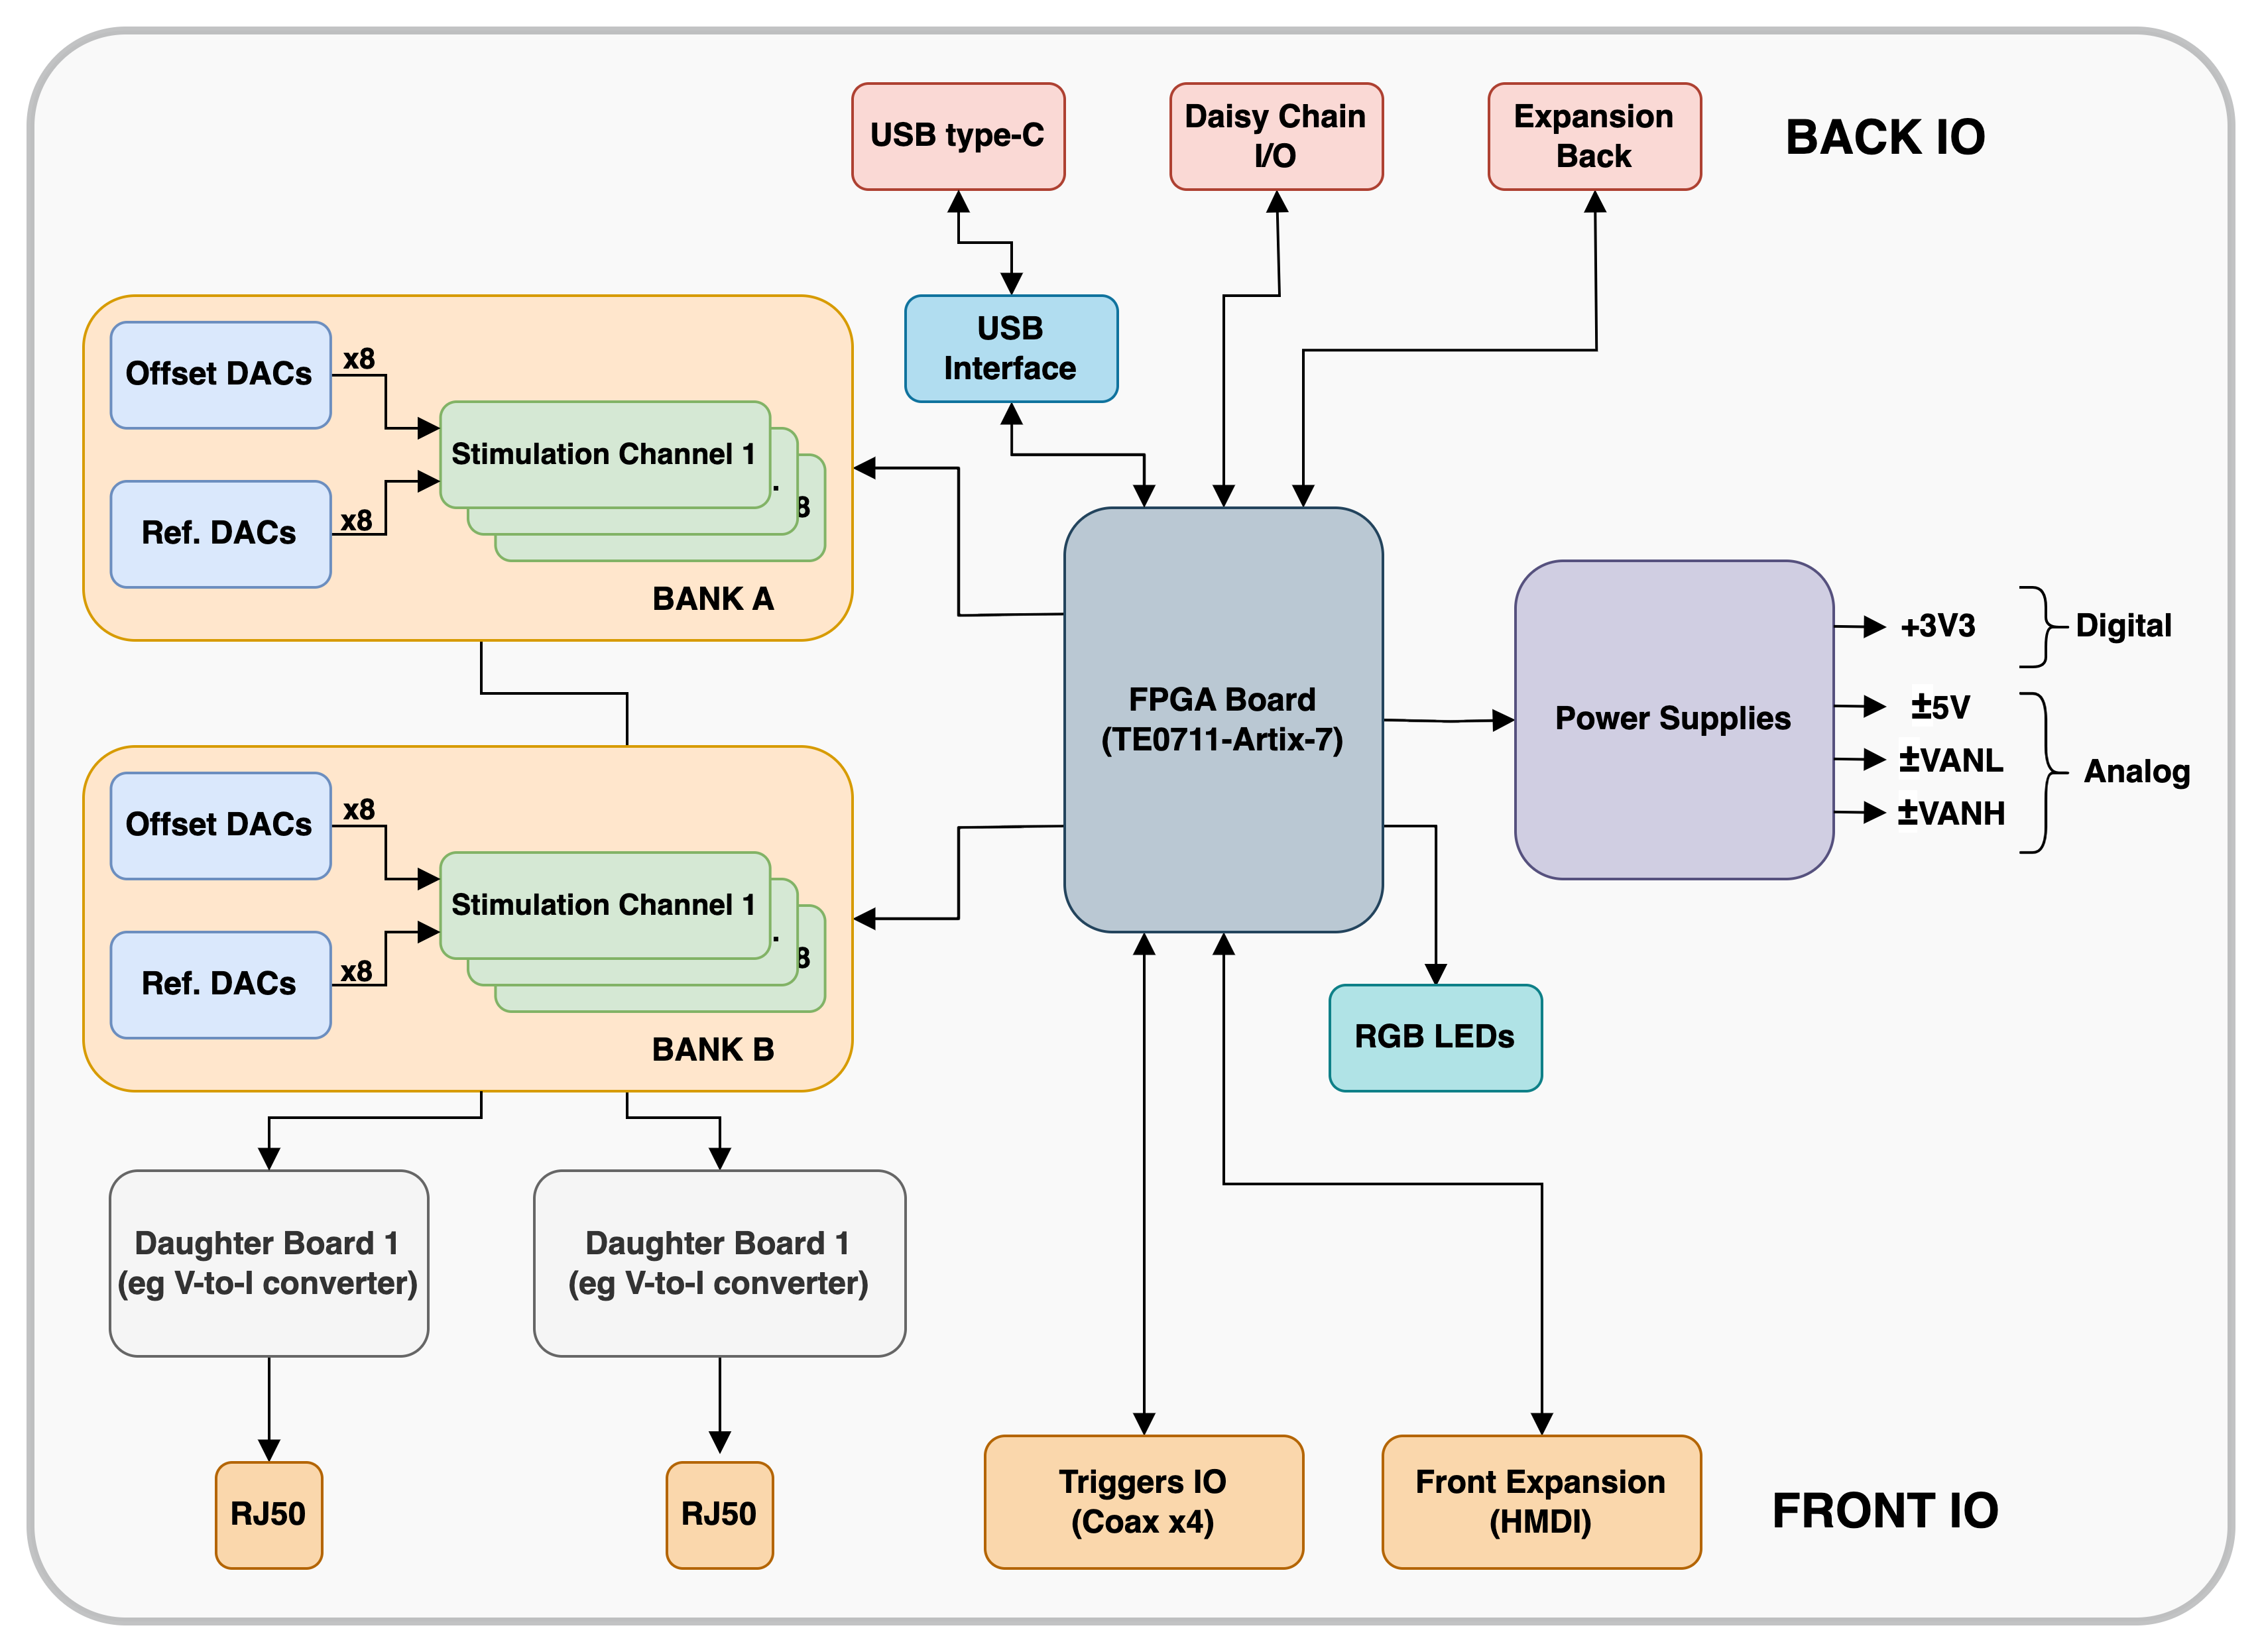 USB type-C
Daisy Chain
I/O
Expansion
Back
BACK IO
USB
Interface
Offset DACs
x8
Stimulation Channel 1
.
8
Ref. DACs
x8
BANK A
FPGA Board
(TE0711-Artix-7)
Power Supplies
+3V3
Digital
±5V
±VANL
±VANH
Analog
Offset DACs
x8
Stimulation Channel 1
.
8
Ref. DACs
x8
BANK B
RGB LEDs
Daughter Board 1
(eg V-to-I converter)
Daughter Board 1
(eg V-to-I converter)
RJ50
RJ50
Triggers IO
(Coax x4)
Front Expansion
(HMDI)
FRONT IO